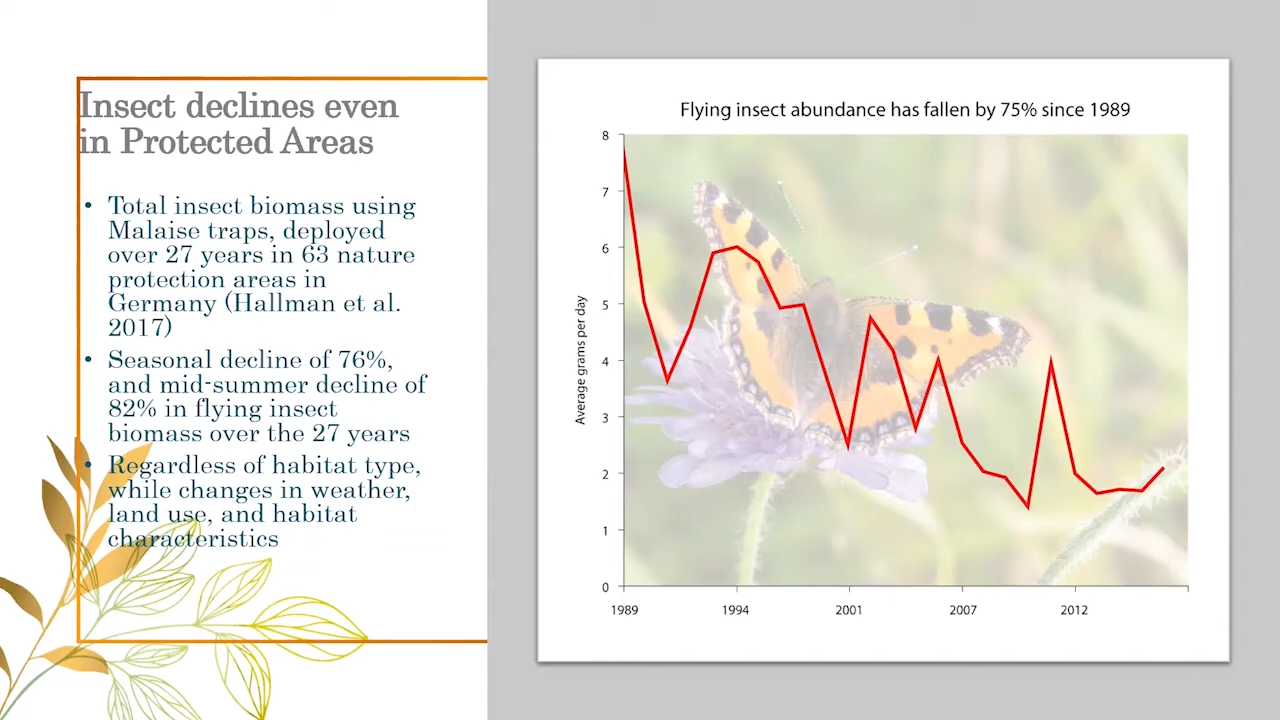 Insect declines even
in Protected Areas
• Total insect biomass using
Malaise traps, deployed
over 27 years in 63 nature
protection areas in
Germany (Hallman et al.
2017)
• Seasonal decline of 76%,
and mid-summer decline of
82% in flying insect
biomass over the 27 years
• Regardless of habitat type,
while changes in weather,
land use, and habitat
characteristics
Flying insect abundance has fallen by 75% since 1989
Average grams per day
8
7
6
5
4
3
2
1
0
1989 1994 2001 2007 2012